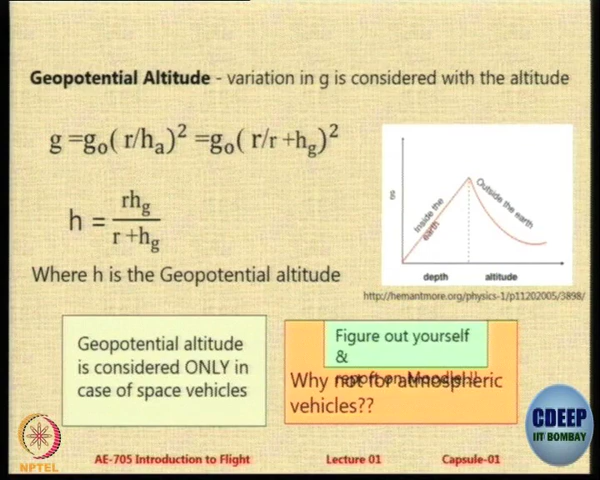 Geopotential Altitude - variation in g is considered with the altitude
g =gₒ( r/hₐ)² =gₒ( r/r +h_g)²
h = rh_g / r +h_g
Where h is the Geopotential altitude
g
Inside the earth
Outside the earth
depth altitude
http://hemantmore.org/physics-1/p11202005/3898/
Geopotential altitude
is considered ONLY in
case of space vehicles
Figure out yourself
&
report on Moodle!!
Why not for atmospheric
vehicles??
CDEEP
IIT BOMBAY
NPTEL
AE-705 Introduction to Flight Lecture 01 Capsule-01